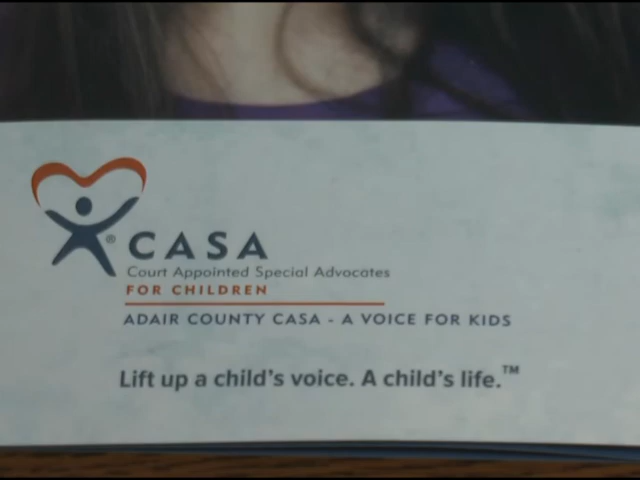 ® CASA
Court Appointed Special Advocates
FOR CHILDREN
ADAIR COUNTY CASA - A VOICE FOR KIDS
Lift up a child's voice. A child's life.™